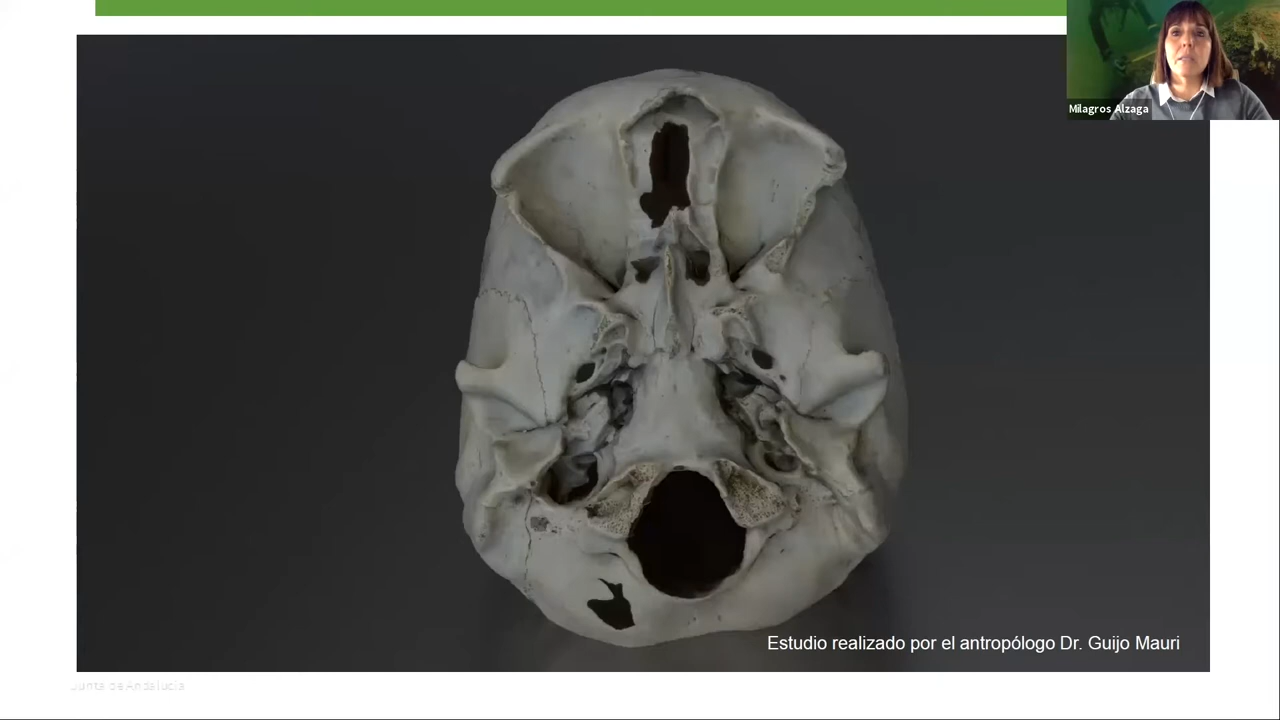 Milagros Alzaga
Estudio realizado por el antropólogo Dr. Guijo Mauri
Junta de Andalucía